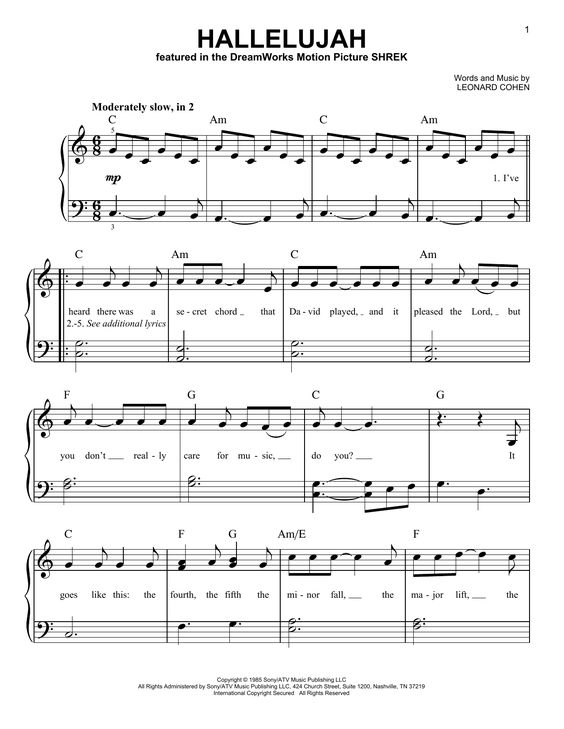 1
HALLELUJAH
featured in the DreamWorks Motion Picture SHREK
Words and Music by
LEONARD COHEN
Moderately slow, in 2
C Am C Am
5
6 8
mp
1. I've
6 8
3
C Am C Am
heard there was a se - cret chord that Da - vid played, and it pleased the Lord, but
2.-5. See additional lyrics
F G C G
you don't real - ly care for mu - sic, do you? It
C F G Am/E F
goes like this: the fourth, the fifth the mi - nor fall, the ma - jor lift, the
Copyright © 1985 Sony/ATV Music Publishing LLC
All Rights Administered by Sony/ATV Music Publishing LLC, 424 Church Street, Suite 1200, Nashville, TN 37219
International Copyright Secured All Rights Reserved